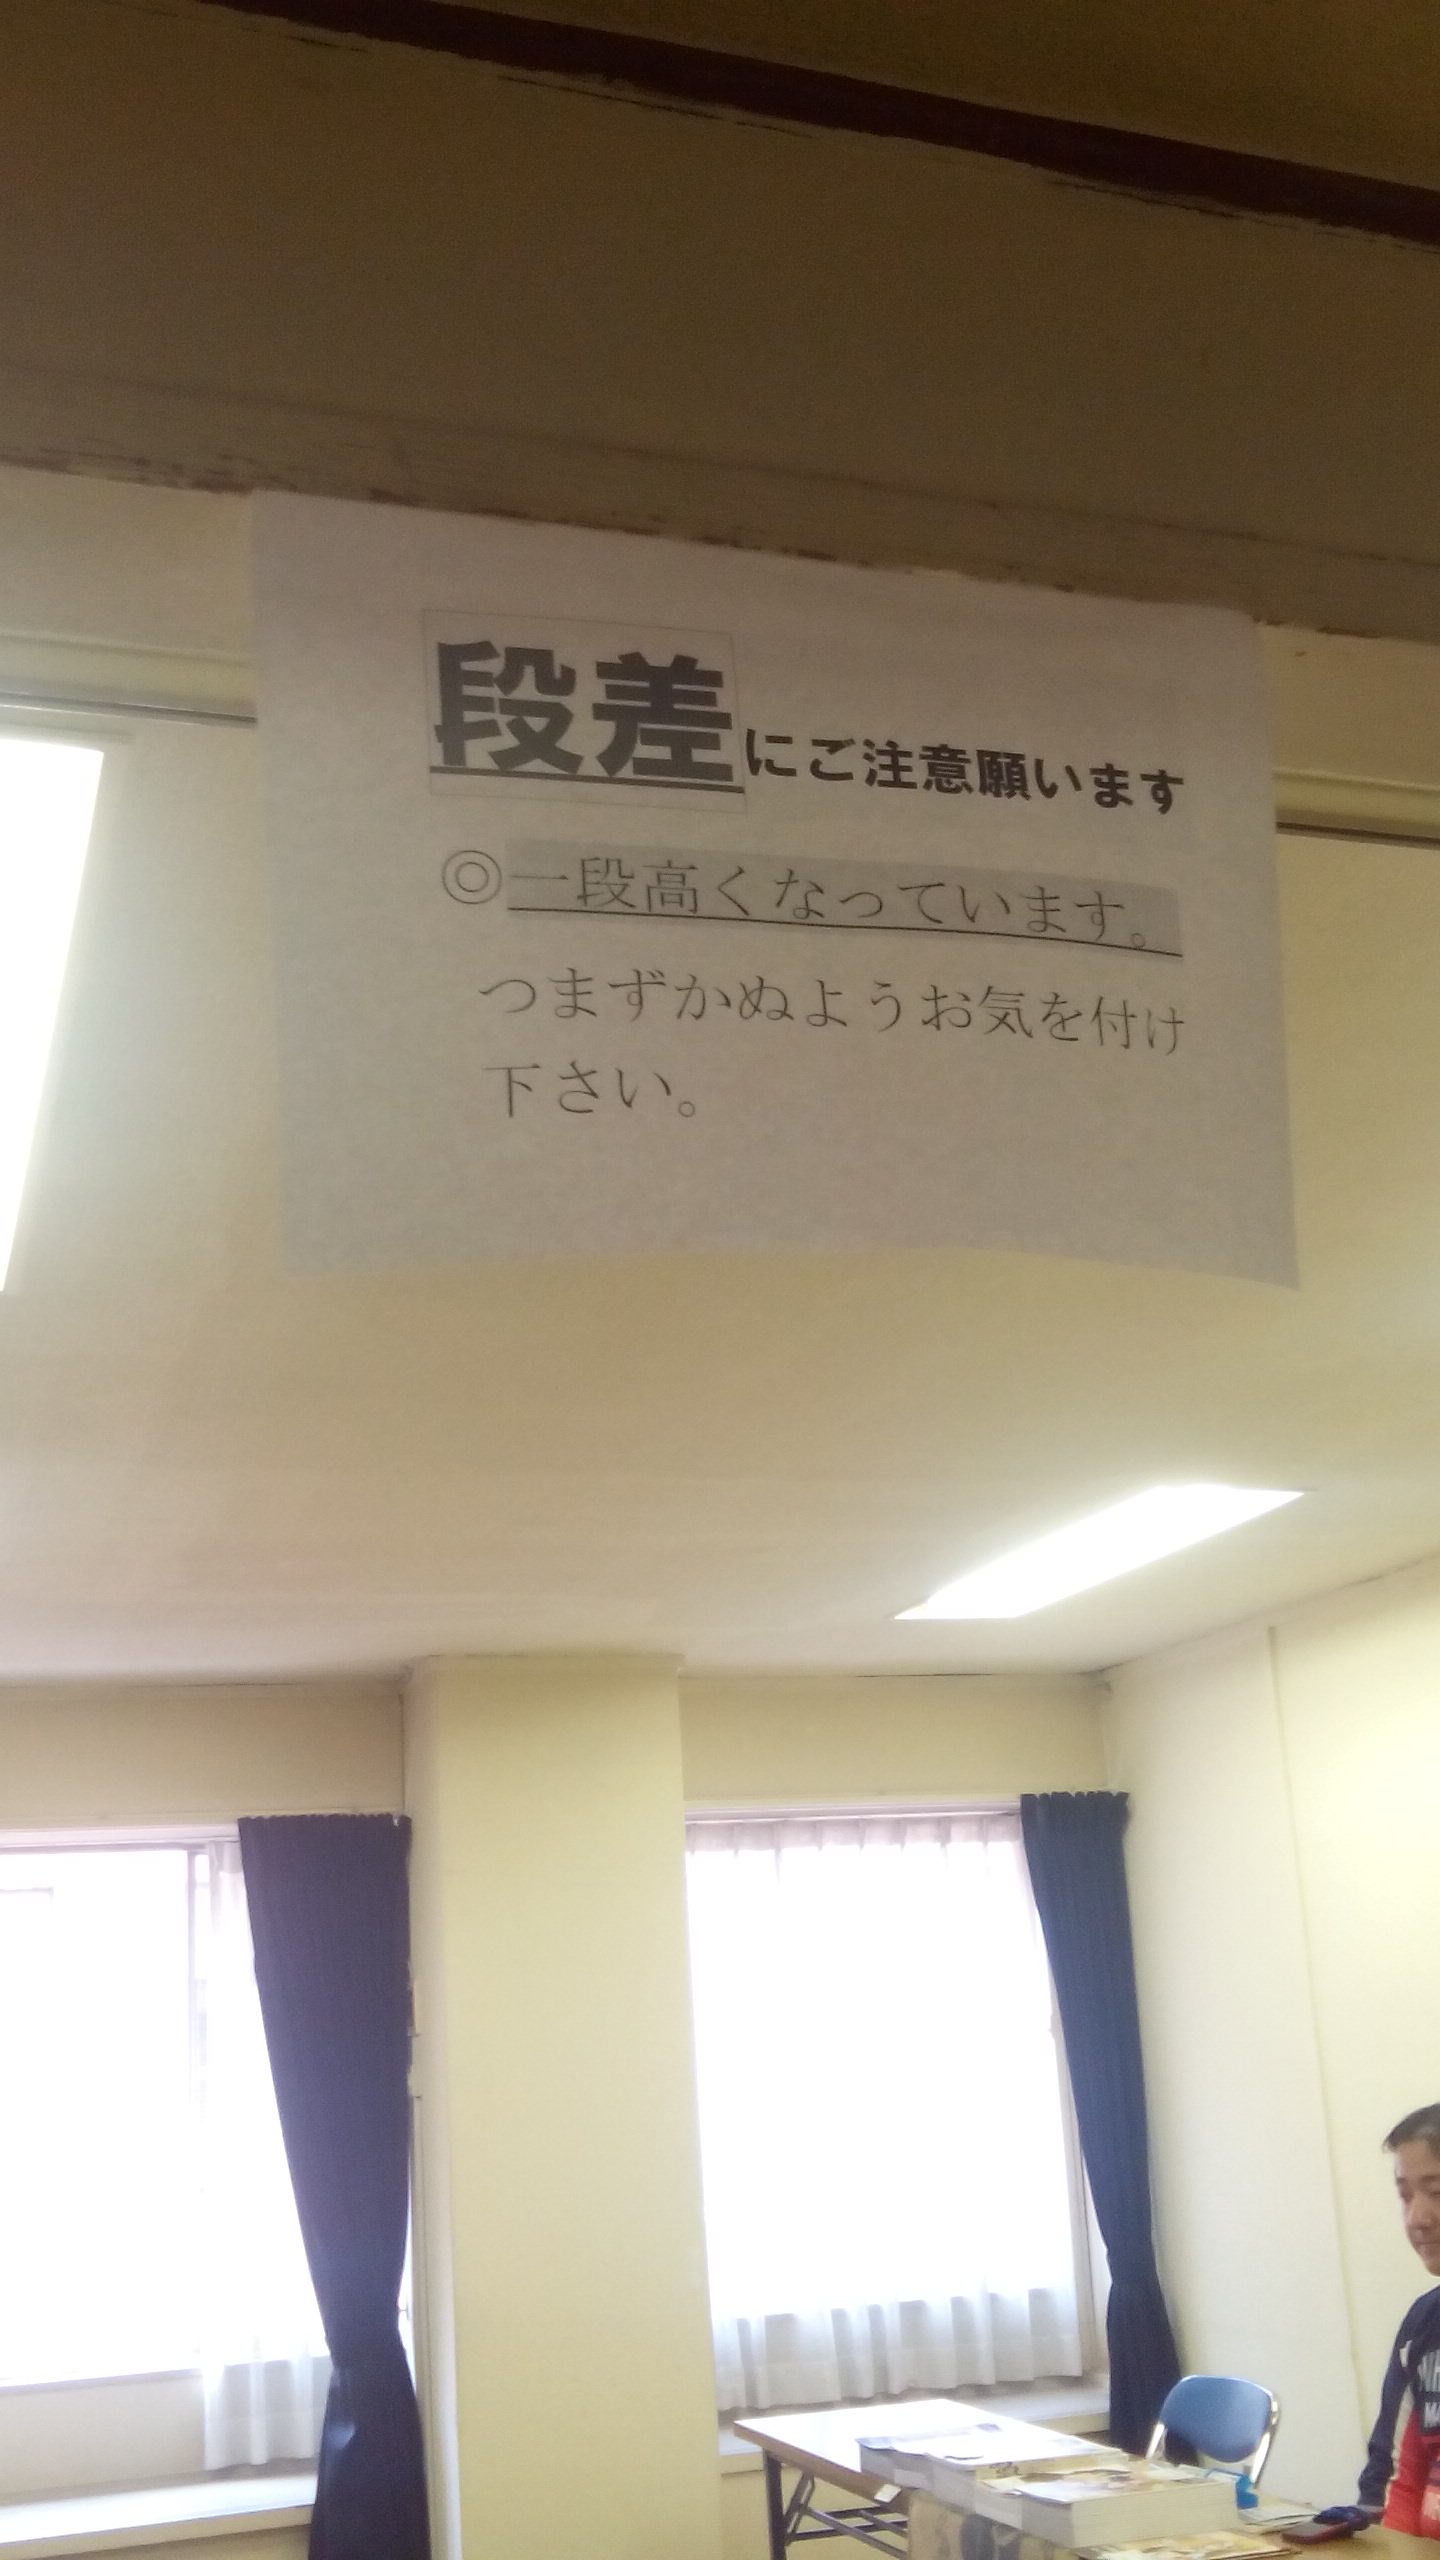 段差にご注意願います
◎一段高くなっています。
つまずかぬようお気を付け
下さい。